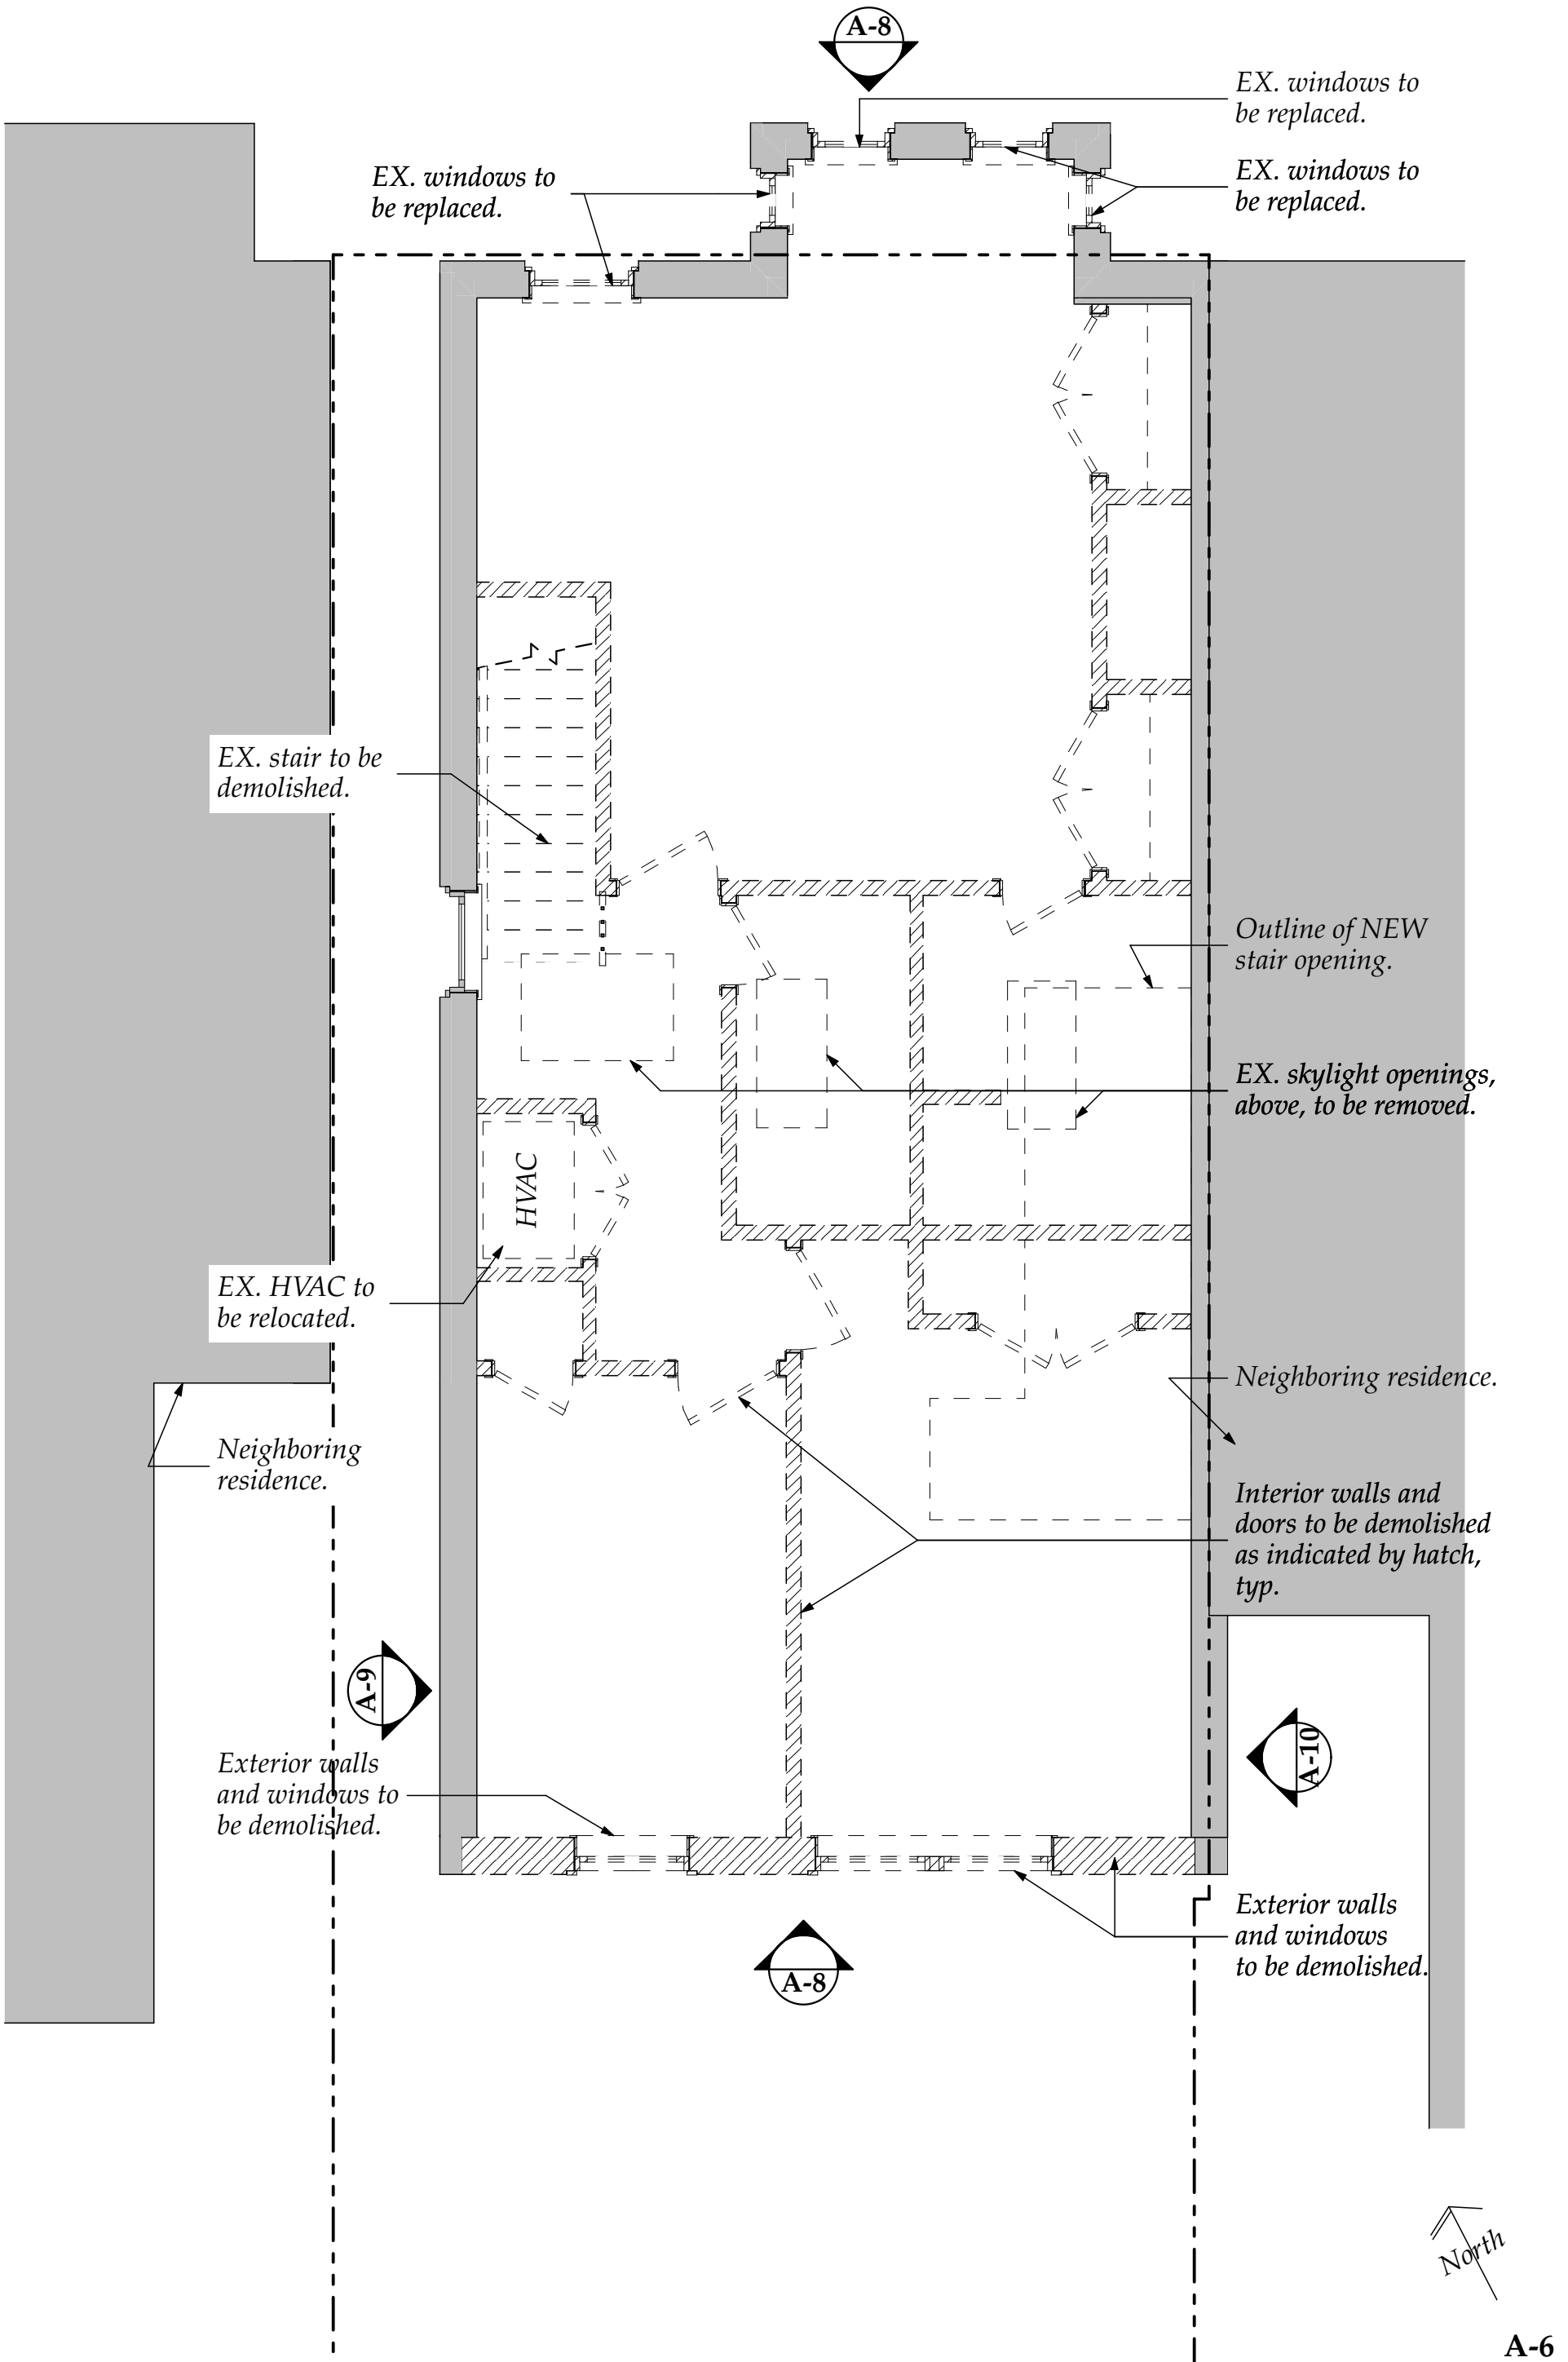 A-8
EX. windows to
be replaced.
EX. windows to
be replaced.
EX. windows to
be replaced.
EX. stair to be
demolished.
Outline of NEW
stair opening.
EX. skylight openings,
above, to be removed.
HVAC
EX. HVAC to
be relocated.
Neighboring residence.
Neighboring
residence.
Interior walls and
doors to be demolished
as indicated by hatch,
typ.
A-9
A-10
Exterior walls
and windows to
be demolished.
Exterior walls
and windows
to be demolished.
A-8
North
A-6